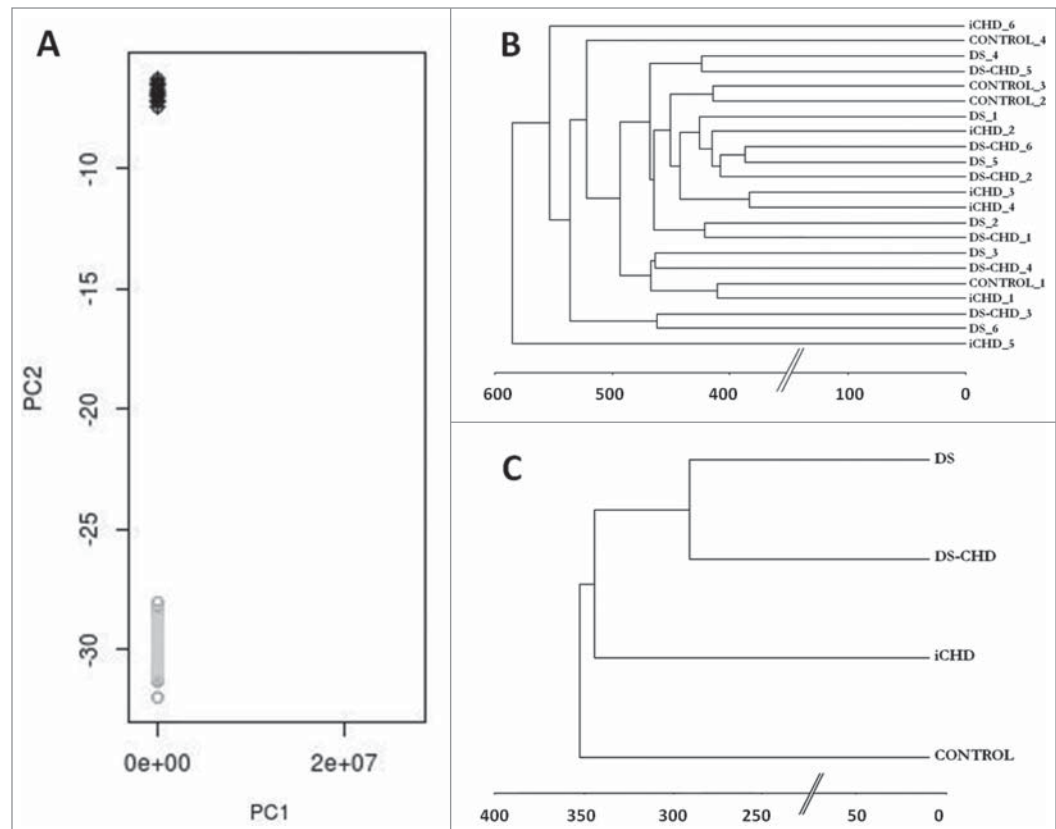 A
PC2
-10
-15
-20
-25
-30
0e+00 2e+07
PC1
B
iCHD_6
CONTROL_4
DS_4
DS-CHD_5
CONTROL_3
CONTROL_2
DS_1
iCHD_2
DS-CHD_6
DS_5
DS-CHD_2
iCHD_3
iCHD_4
DS_2
DS-CHD_1
DS_3
DS-CHD_4
CONTROL_1
iCHD_1
DS-CHD_3
DS_6
iCHD_5
600 500 400 100 0
C
DS
DS-CHD
iCHD
CONTROL
400 350 300 250 50 0